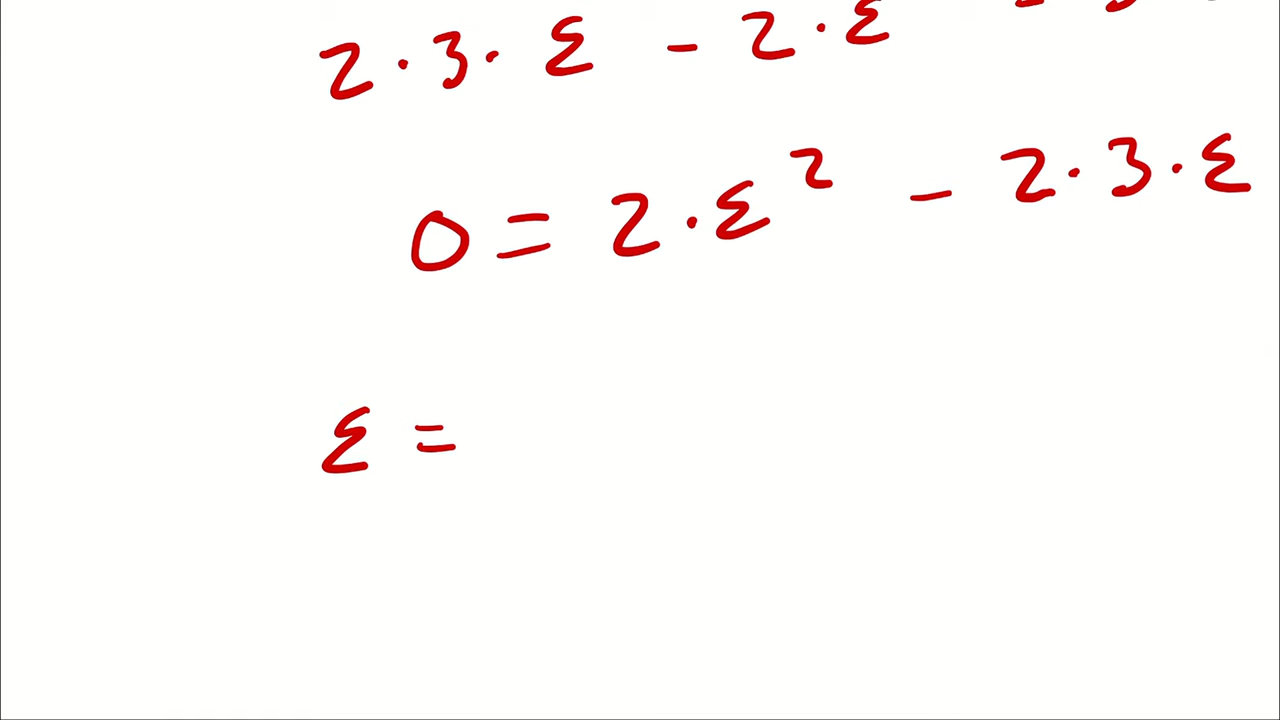 2 · 3 · ε - 2 · ε
0 = 2 · ε² - 2 · 3 · ε
ε =